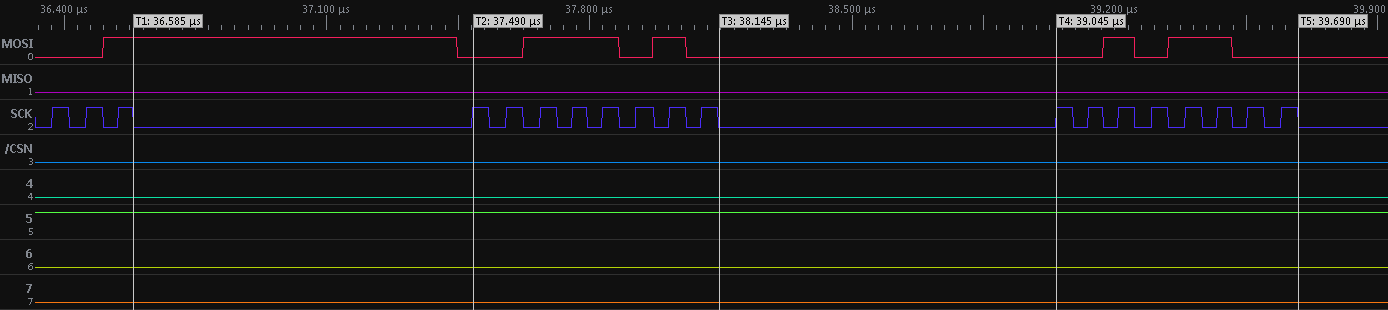 36.400 µs 37.100 µs 37.800 µs 38.500 µs 39.200 µs 39.900
T1: 36.585 µs T2: 37.490 µs T3: 38.145 µs T4: 39.045 µs T5: 39.690 µs
MOSI
0
MISO
1
SCK
2
/CSN
3
4
4
5
5
6
6
7
7